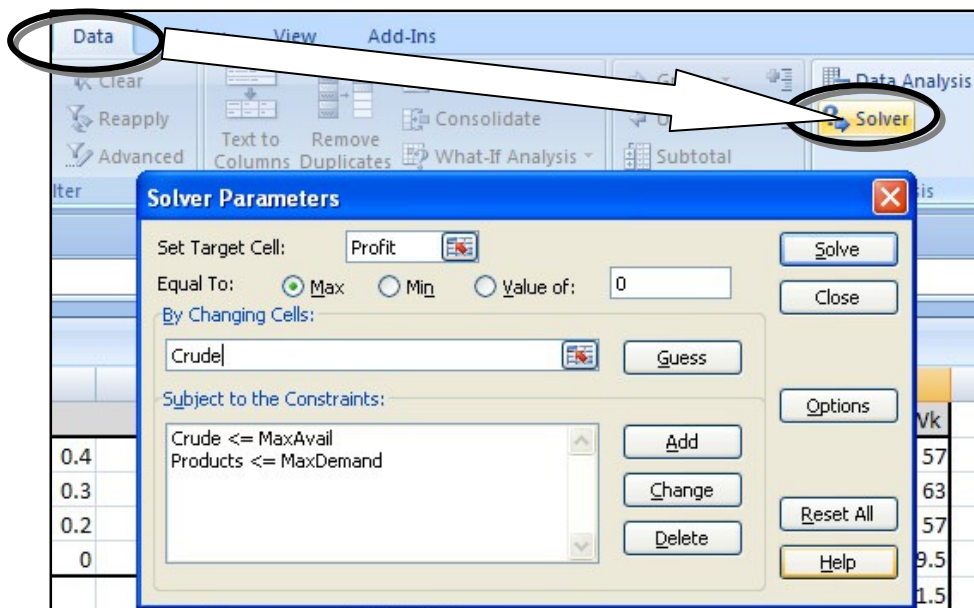 Data View Add-Ins
Clear
Reapply
Advanced
Text to
Columns
Remove
Duplicates
Consolidate
What-If Analysis
Subtotal
Data Analysis
Solver
Solver Parameters
Set Target Cell: Profit
Equal To: Max Min Value of: 0
By Changing Cells:
Crude
Subject to the Constraints:
Crude <= MaxAvail
Products <= MaxDemand
Solve
Close
Guess
Options
Add
Change
Delete
Reset All
Help
0.4
0.3
0.2
0
57
63
57
9.5
1.5